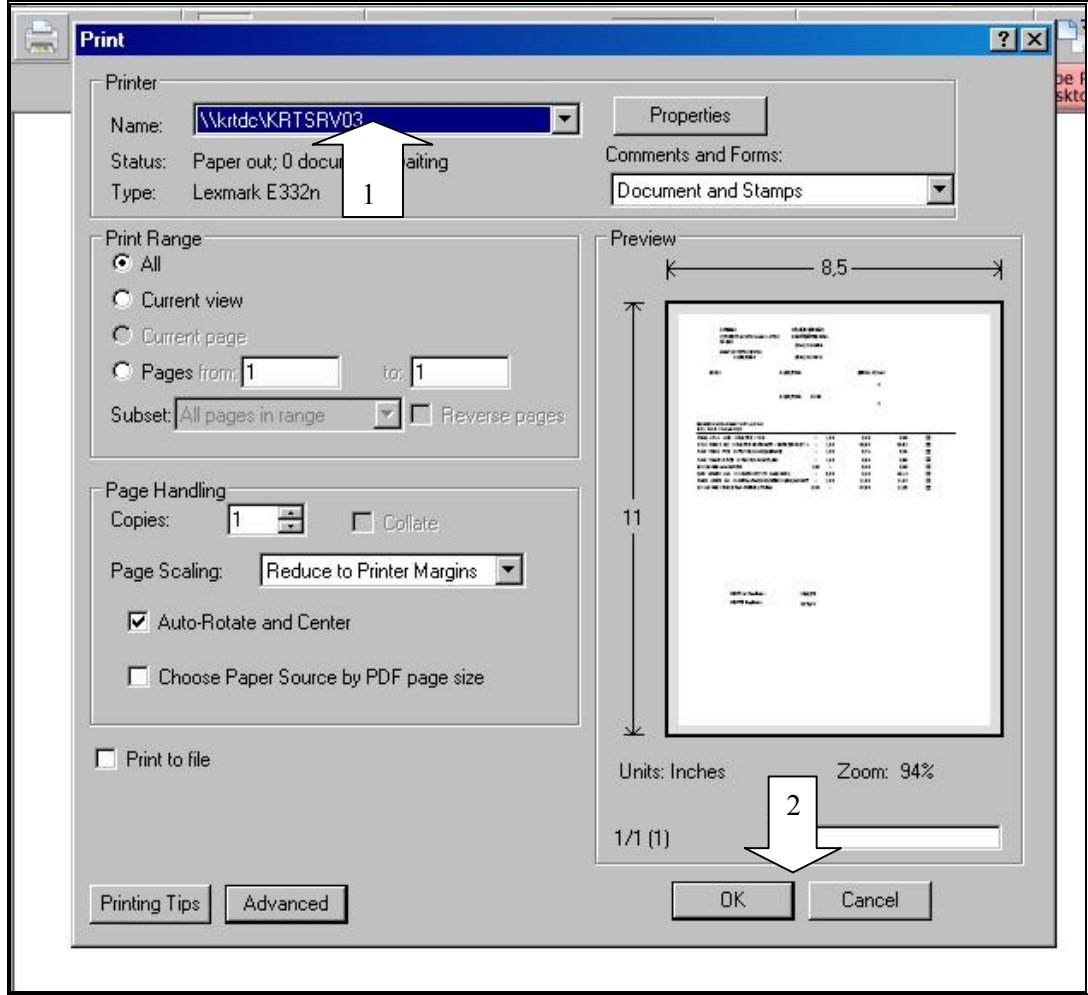 Print
pe F
skto
Printer
Name: \\krtdc\KRTSRV03
Properties
Status: Paper out; 0 docu aiting
Comments and Forms:
Type: Lexmark E332n
1
Document and Stamps
Print Range
All
Current view
Current page
Pages from: 1 to: 1
Subset: All pages in range Reverse pages
Preview
8,5
11
Page Handling
Copies: 1 Collate
Page Scaling: Reduce to Printer Margins
Auto-Rotate and Center
Choose Paper Source by PDF page size
Print to file
Units: Inches Zoom: 94%
2
1/1 (1)
Printing Tips Advanced OK Cancel